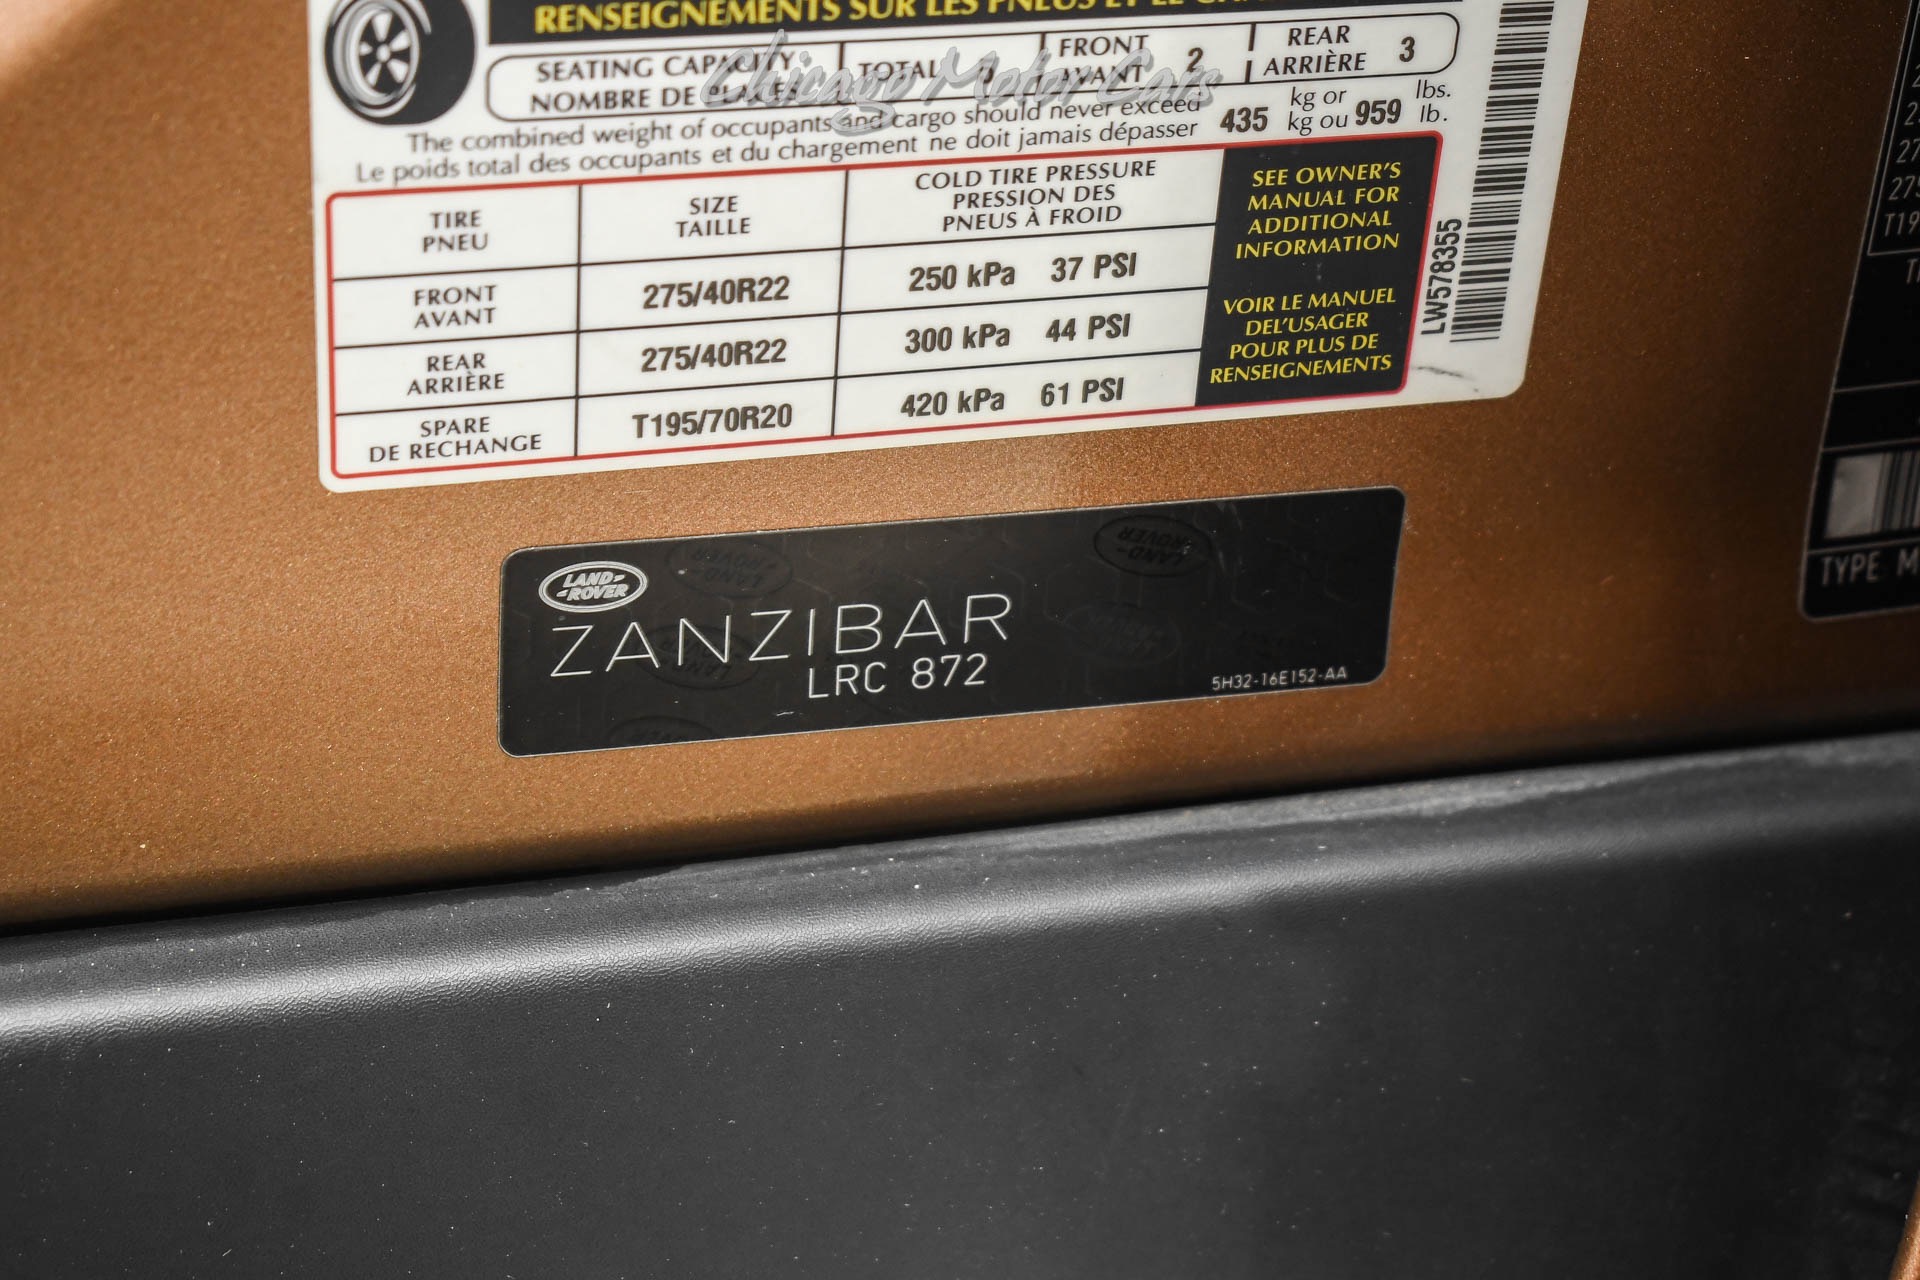 RENSEIGNEMENTS SUR LES PNEUS ET LE
SEATING CAPACITY
NOMBRE DE PLACES
TOTAL
FRONT
AVANT 2
REAR
ARRIÈRE 3
Chicago Motor Cars
The combined weight of occupants and cargo should never exceed
Le poids total des occupants et du chargement ne doit jamais dépasser
435 kg or 959 lbs.
kg ou lb.
TIRE
PNEU
SIZE
TAILLE
COLD TIRE PRESSURE
PRESSION DES
PNEUS À FROID
FRONT
AVANT
275/40R22
250 kPa 37 PSI
REAR
ARRIÈRE
275/40R22
300 kPa 44 PSI
SPARE
DE RECHANGE
T195/70R20
420 kPa 61 PSI
SEE OWNER'S
MANUAL FOR
ADDITIONAL
INFORMATION
VOIR LE MANUEL
DEL'USAGER
POUR PLUS DE
RENSEIGNEMENTS
LW578355
LAND-
-ROVER
ZANZIBAR
LRC 872
5H32-16E152-AA
TYPE